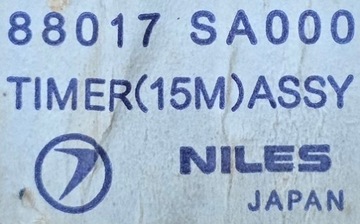 88017 SA000
TIMER(15M)ASSY
NILES
JAPAN